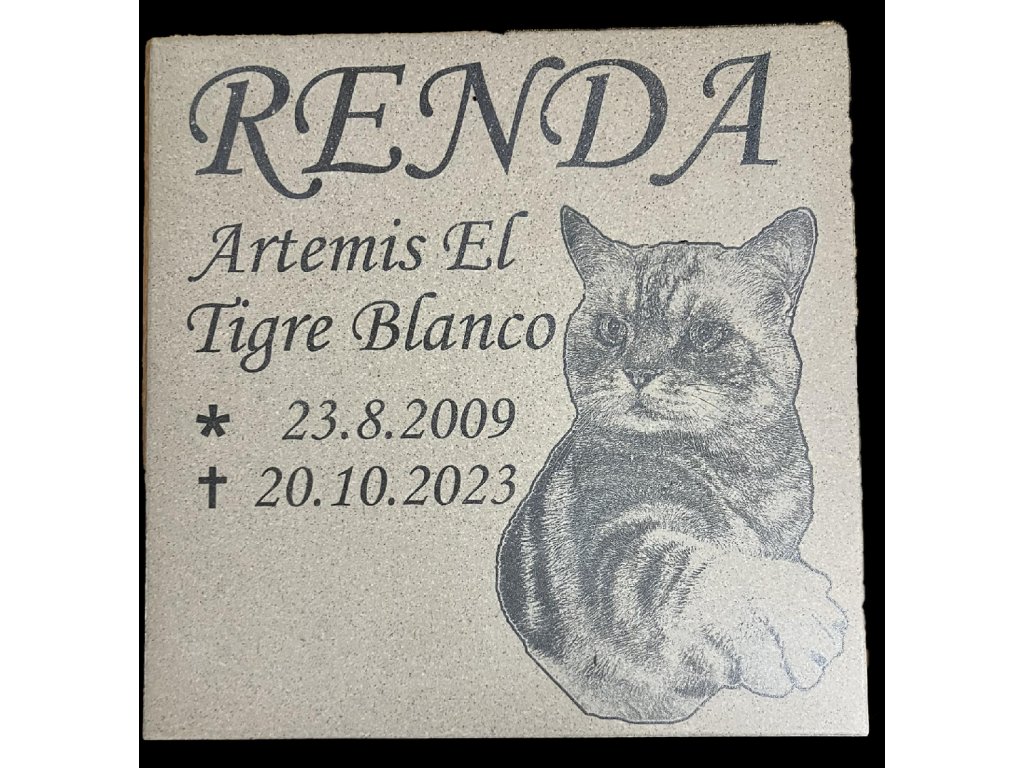 RENDA
Artemis El
Tigre Blanco
* 23.8.2009
✝ 20.10.2023